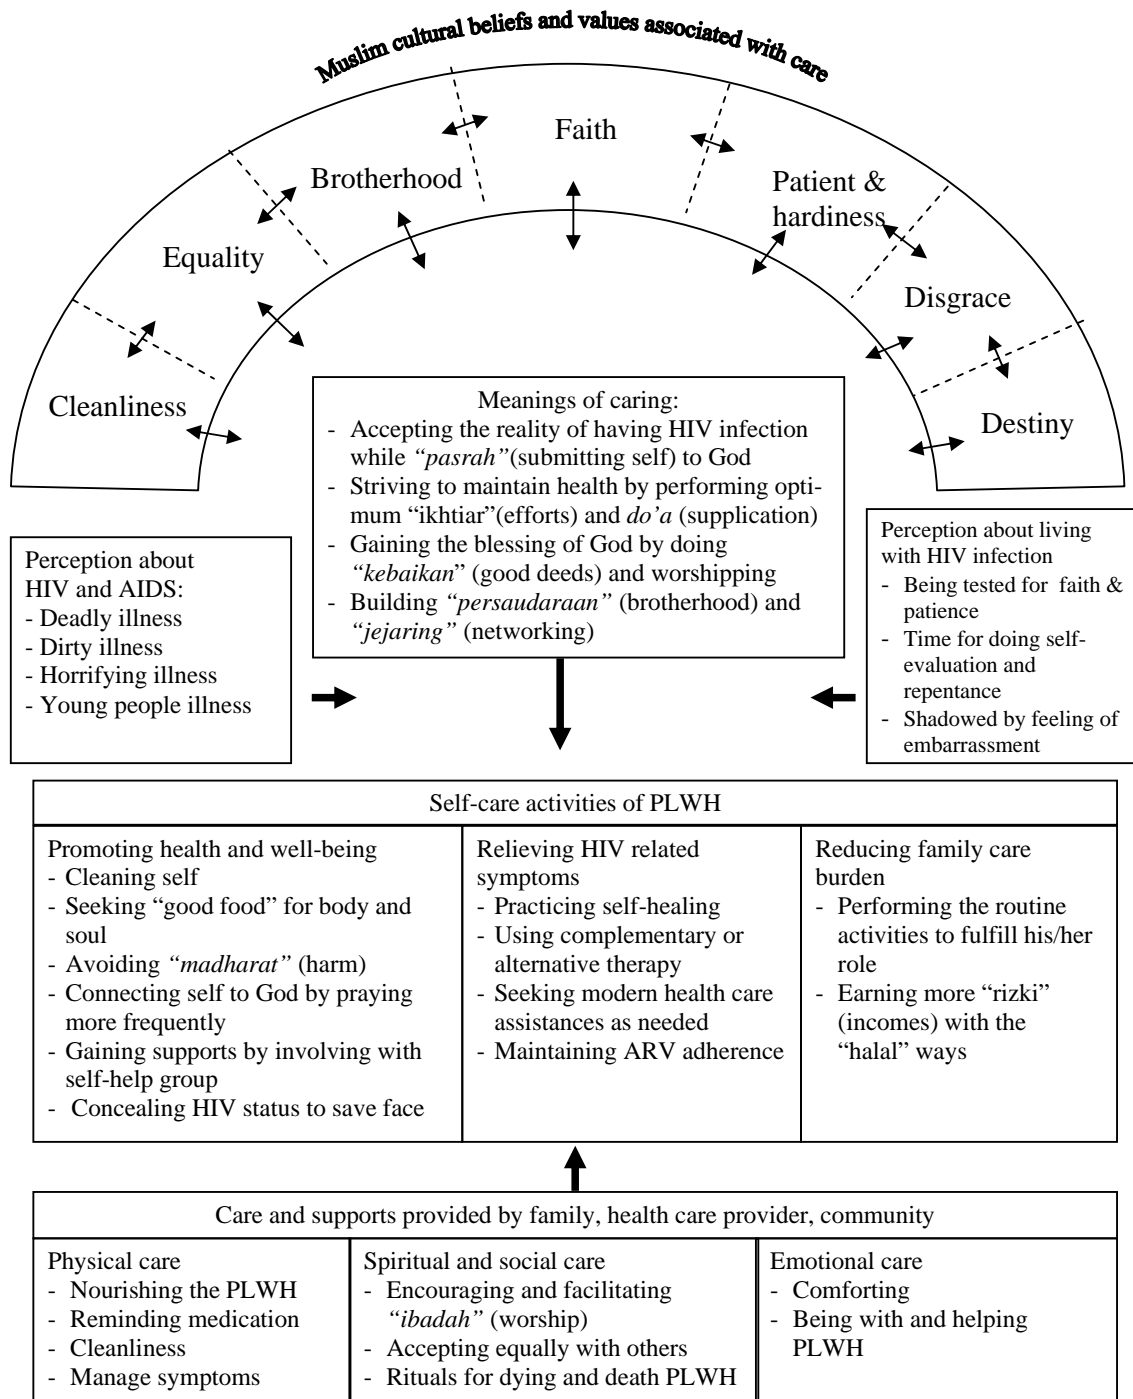 Muslim cultural beliefs and values associated with care
Faith
Brotherhood
Patient &
hardiness
Equality
Disgrace
Cleanliness
Destiny
Meanings of caring:
- Accepting the reality of having HIV infection
while “pasrah”(submitting self) to God
- Striving to maintain health by performing opti-
mum “ikhtiar”(efforts) and do’a (supplication)
- Gaining the blessing of God by doing
“kebaikan” (good deeds) and worshipping
- Building “persaudaraan” (brotherhood) and
“jejaring” (networking)
Perception about
HIV and AIDS:
- Deadly illness
- Dirty illness
- Horrifying illness
- Young people illness
Perception about living
with HIV infection
- Being tested for faith &
patience
- Time for doing self-
evaluation and
repentance
- Shadowed by feeling of
embarrassment
Self-care activities of PLWH
Promoting health and well-being
- Cleaning self
- Seeking “good food” for body and
soul
- Avoiding “madharat” (harm)
- Connecting self to God by praying
more frequently
- Gaining supports by involving with
self-help group
- Concealing HIV status to save face
Relieving HIV related
symptoms
- Practicing self-healing
- Using complementary or
alternative therapy
- Seeking modern health care
assistances as needed
- Maintaining ARV adherence
Reducing family care
burden
- Performing the routine
activities to fulfill his/her
role
- Earning more “rizki”
(incomes) with the
“halal” ways
Care and supports provided by family, health care provider, community
Physical care
- Nourishing the PLWH
- Reminding medication
- Cleanliness
- Manage symptoms
Spiritual and social care
- Encouraging and facilitating
“ibadah” (worship)
- Accepting equally with others
- Rituals for dying and death PLWH
Emotional care
- Comforting
- Being with and helping
PLWH